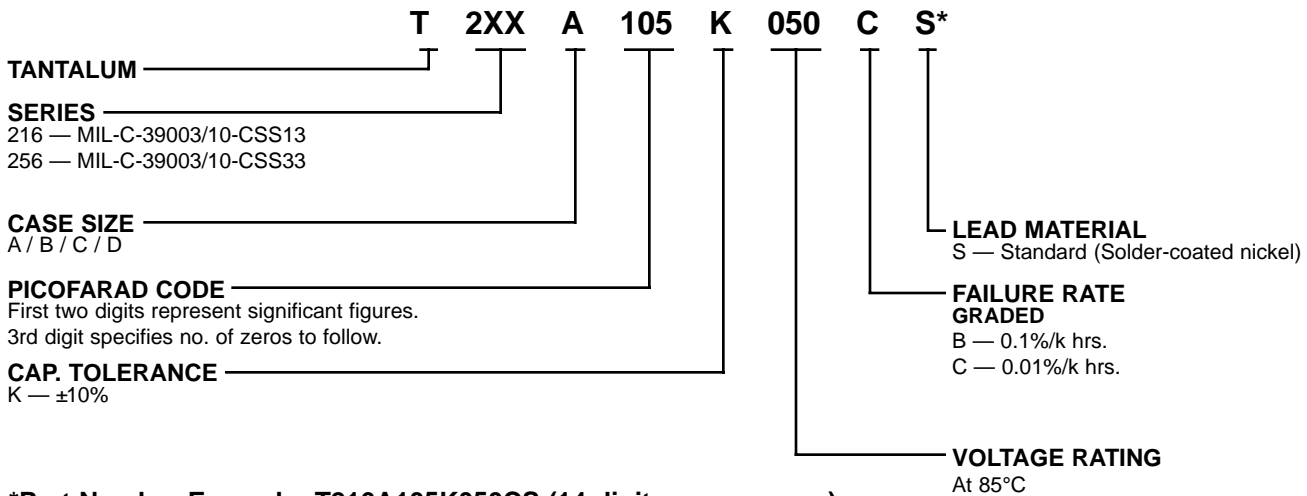 T 2XX A 105 K 050 C S*
TANTALUM
SERIES
216 — MIL-C-39003/10-CSS13
256 — MIL-C-39003/10-CSS33
CASE SIZE
A / B / C / D
PICOFARAD CODE
First two digits represent significant figures.
3rd digit specifies no. of zeros to follow.
CAP. TOLERANCE
K — ±10%
LEAD MATERIAL
S — Standard (Solder-coated nickel)
FAILURE RATE
GRADED
B — 0.1%/k hrs.
C — 0.01%/k hrs.
VOLTAGE RATING
At 85°C